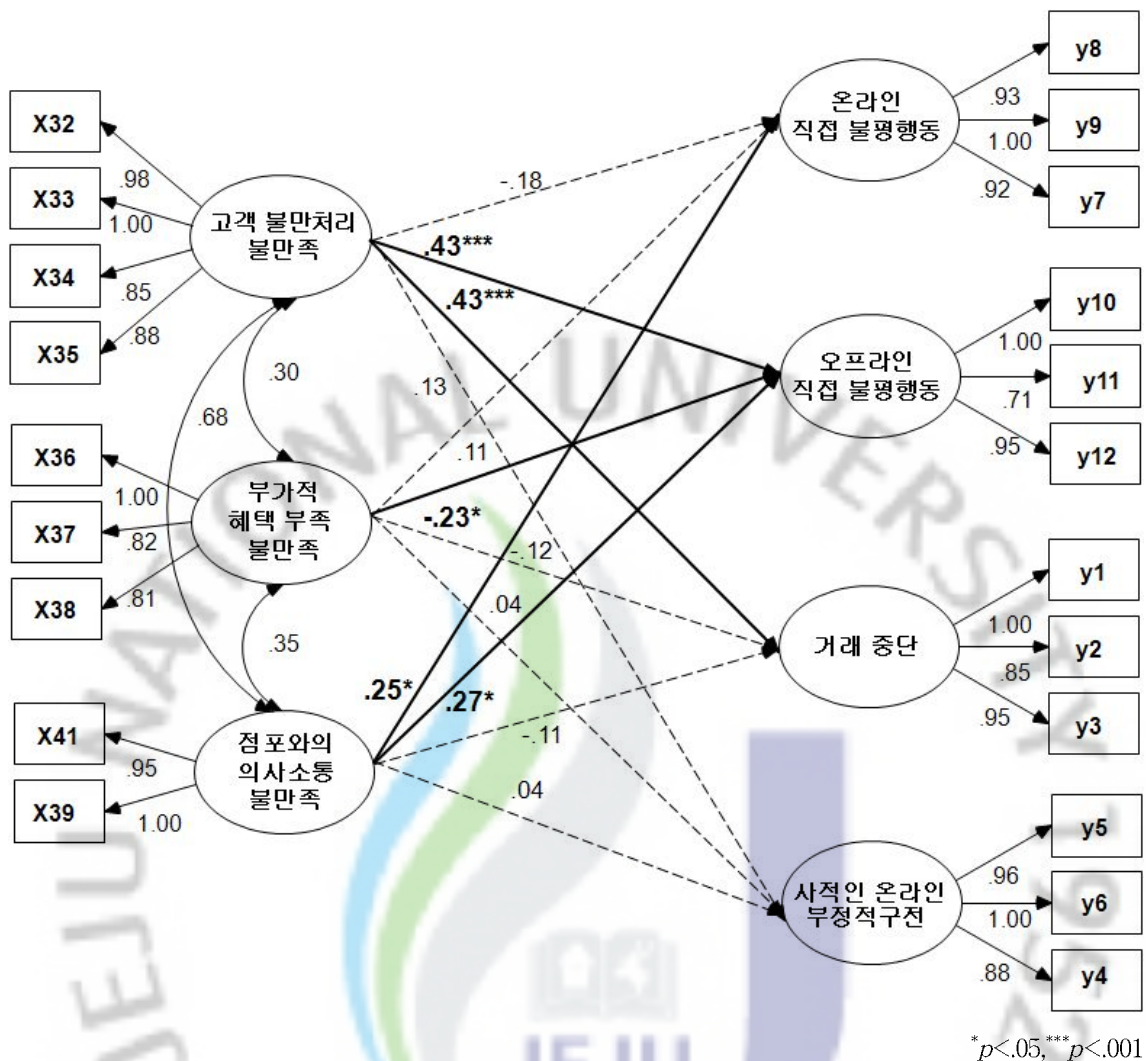 X32
X33
X34
X35
.98
1.00
.85
.88
고객 불만처리
불만족
X36
X37
X38
1.00
.82
.81
부가적
혜택 부족
불만족
X41
X39
.95
1.00
점포와의
의사소통
불만족
.30
.68
.35
-.18
.43***
.43***
.13
.11
-.23*
-.12
.04
.25*
.27*
-.11
.04
온라인
직접 불평행동
y8
.93
y9
1.00
.92
y7
오프라인
직접 불평행동
y10
1.00
y11
.71
.95
y12
거래 중단
y1
1.00
y2
.85
.95
y3
사적인 온라인
부정적구전
y5
.96
y6
1.00
.88
y4
*p<.05,***p<.001
JEJU NATIONAL UNIVERSITY 1952
JEJU